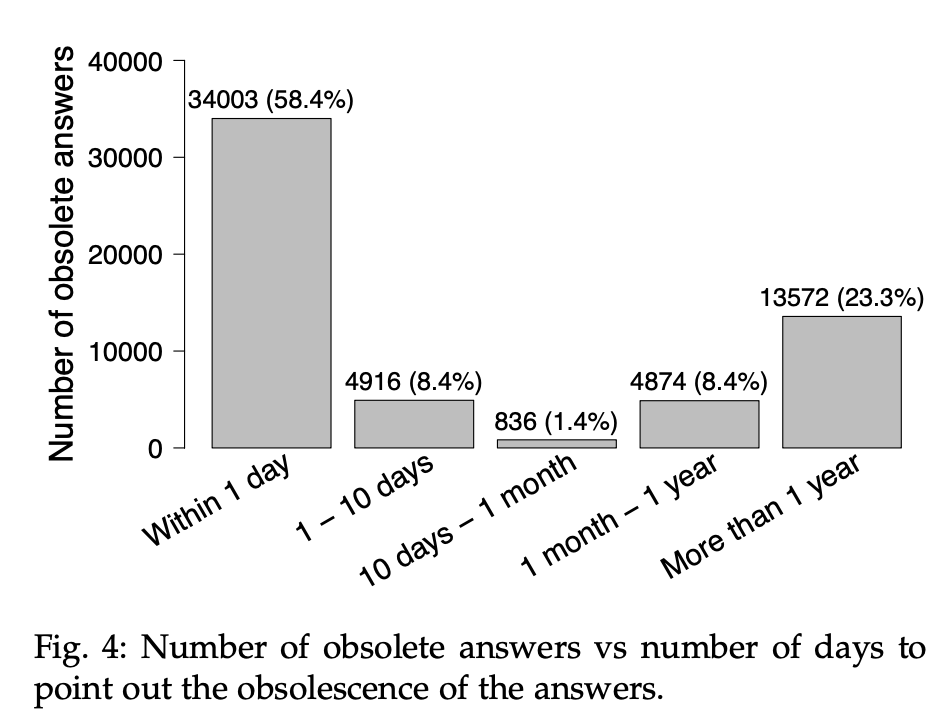 Number of obsolete answers
40000
30000
20000
10000
0
34003 (58.4%)
4916 (8.4%)
836 (1.4%)
4874 (8.4%)
13572 (23.3%)
Within 1 day
1 – 10 days
10 days – 1 month
1 month – 1 year
More than 1 year
Fig. 4: Number of obsolete answers vs number of days to
point out the obsolescence of the answers.